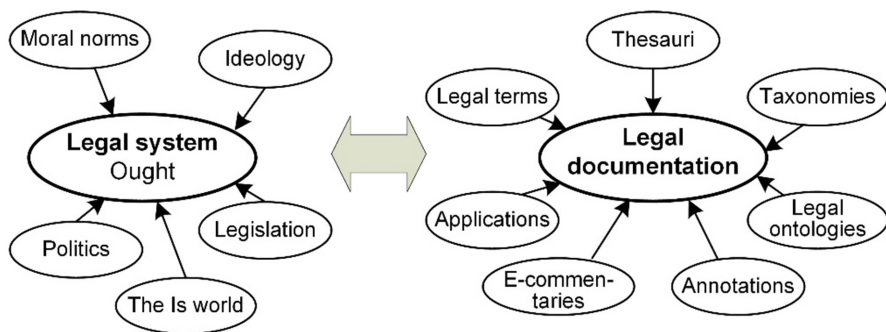 Moral norms
Ideology
Legal system
Ought
Legislation
Politics
The Is world
Thesauri
Legal terms
Taxonomies
Legal
documentation
Applications
Legal
ontologies
E-commen-
taries
Annotations